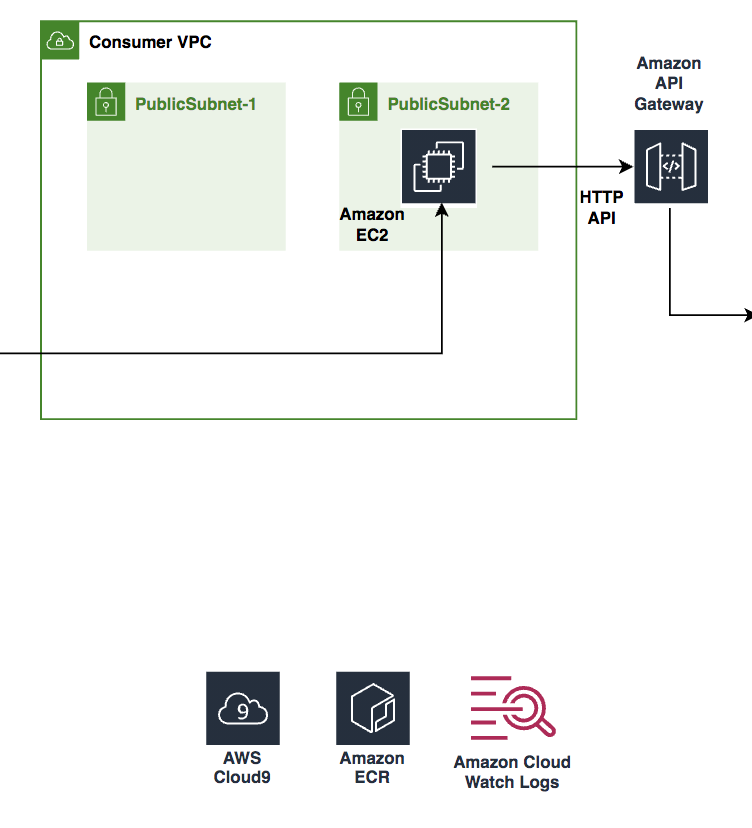 Consumer VPC
PublicSubnet-1
PublicSubnet-2
Amazon
EC2
Amazon
API
Gateway
</>
HTTP
API
9
AWS
Cloud9
Amazon
ECR
Amazon Cloud
Watch Logs